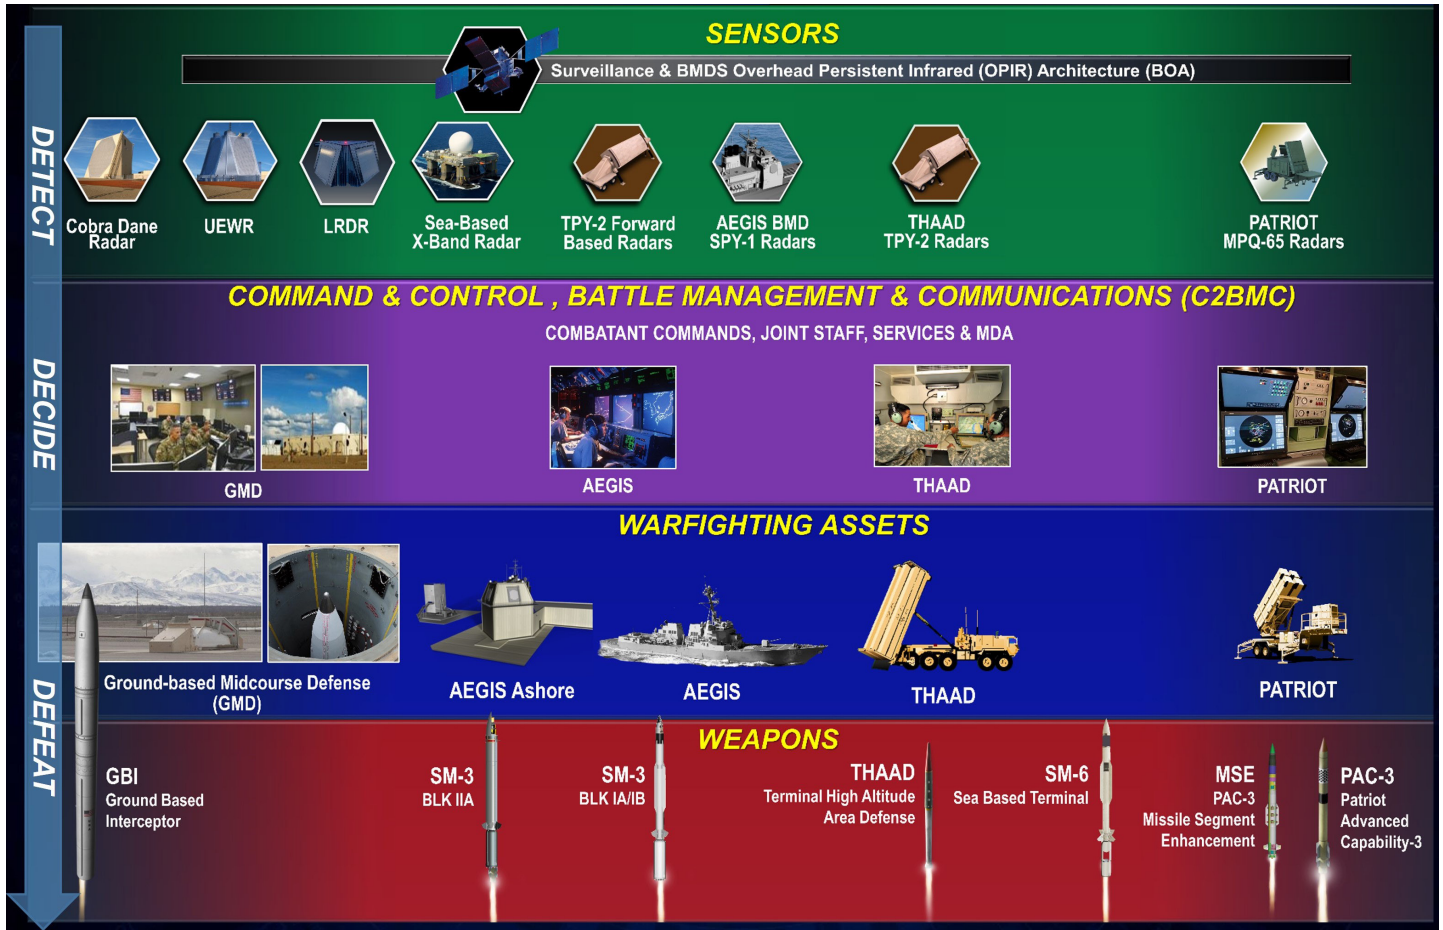 SENSORS
Surveillance & BMDS Overhead Persistent Infrared (OPIR) Architecture (BOA)
DETECT
Cobra Dane
Radar
UEWR
LRDR
Sea-Based
X-Band Radar
TPY-2 Forward
Based Radars
AEGIS BMD
SPY-1 Radars
THAAD
TPY-2 Radars
PATRIOT
MPQ-65 Radars
COMMAND & CONTROL , BATTLE MANAGEMENT & COMMUNICATIONS (C2BMC)
COMBATANT COMMANDS, JOINT STAFF, SERVICES & MDA
DECIDE
GMD
AEGIS
THAAD
PATRIOT
WARFIGHTING ASSETS
DEFEAT
Ground-based Midcourse Defense
(GMD)
AEGIS Ashore
AEGIS
THAAD
PATRIOT
WEAPONS
GBI
Ground Based
Interceptor
SM-3
BLK IIA
SM-3
BLK IA/IB
THAAD
Terminal High Altitude
Area Defense
SM-6
Sea Based Terminal
MSE
PAC-3
Missile Segment
Enhancement
PAC-3
Patriot
Advanced
Capability-3